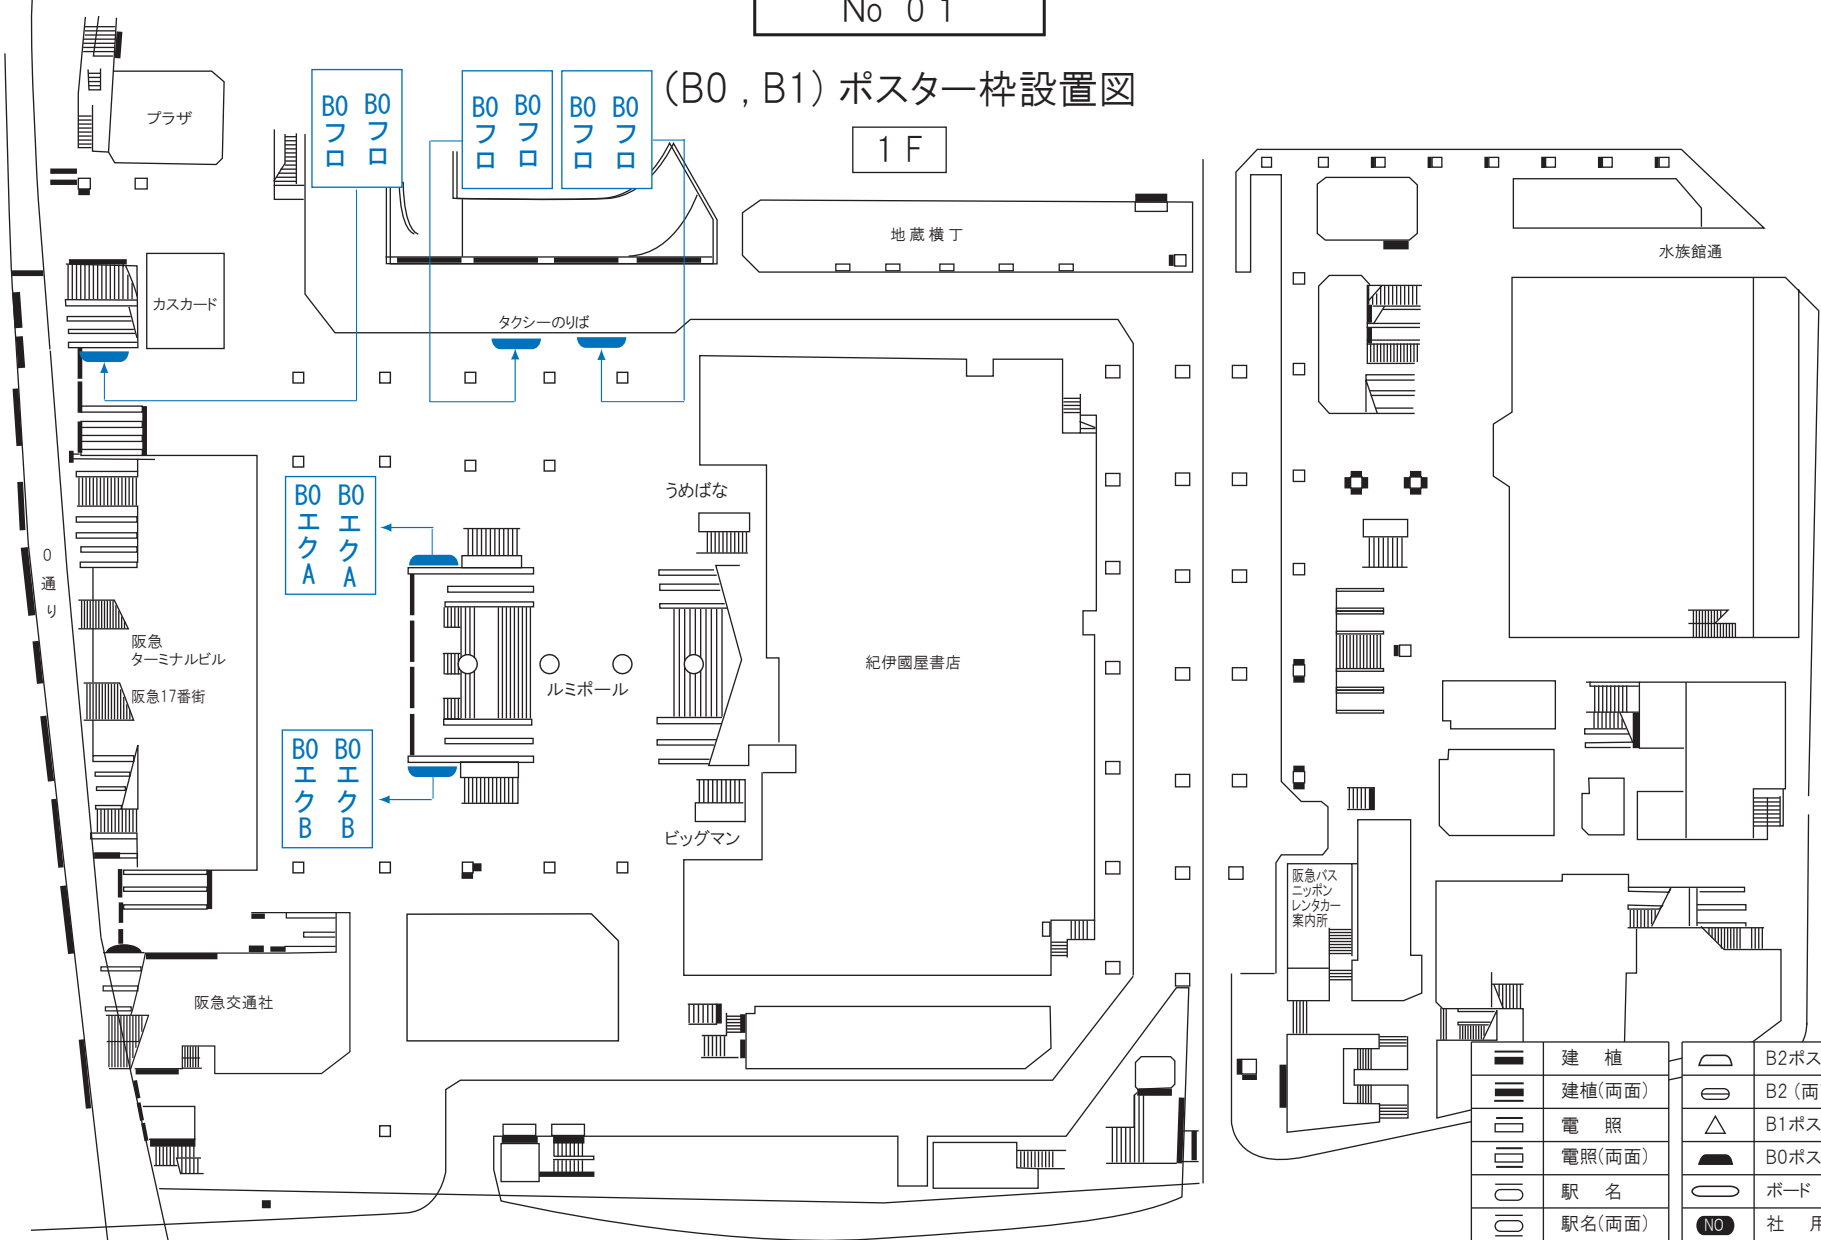 No 01
(B0 , B1) ポスター枠設置図
1F
B0 B0
フロ フロ
B0 B0
フロ フロ
B0 B0
フロ フロ
プラザ
地蔵横丁
水族館通
カスカード
タクシーのりば
うめばな
B0 B0
エクA エクA
0通り
阪急
ターミナルビル
阪急17番街
ルミポール
紀伊國屋書店
B0 B0
エクB エクB
ビッグマン
阪急バス
ニッポン
レンタカー
案内所
阪急交通社
建 植
B2ポス
建植(両面)
B2 (両
電 照
B1ポス
電照(両面)
B0ポス
駅 名
ボード
駅名(両面)
NO
社 用